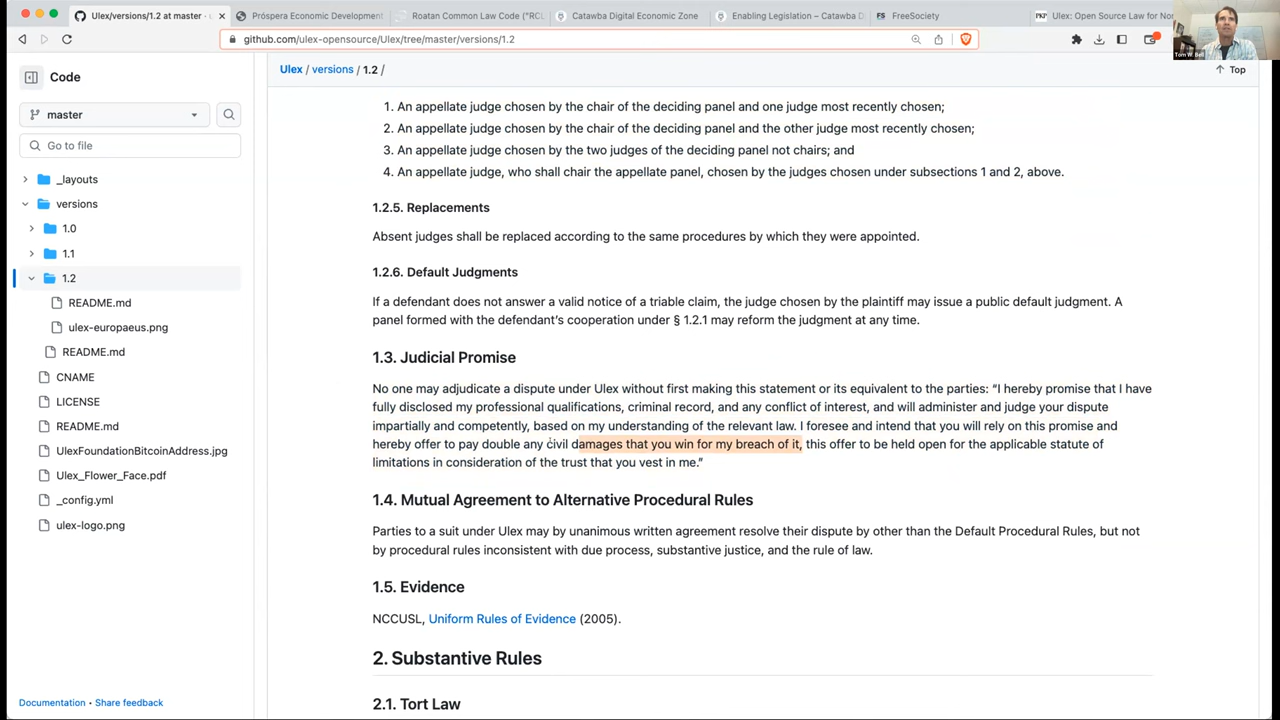 Ulex/versions/1.2 at master ·
Próspera Economic Development
Roatan Common Law Code ("RCL
Catawba Digital Economic Zone
Enabling Legislation – Catawba D
FreeSociety
Ulex: Open Source Law for Non
Tom W. Bell
github.com/ulex-opensource/Ulex/tree/master/versions/1.2
Code
Ulex / versions / 1.2 /
Top
master
Go to file
_layouts
versions
1.0
1.1
1.2
README.md
ulex-europaeus.png
README.md
CNAME
LICENSE
README.md
UlexFoundationBitcoinAddress.jpg
Ulex_Flower_Face.pdf
_config.yml
ulex-logo.png
Documentation • Share feedback
1. An appellate judge chosen by the chair of the deciding panel and one judge most recently chosen;
2. An appellate judge chosen by the chair of the deciding panel and the other judge most recently chosen;
3. An appellate judge chosen by the two judges of the deciding panel not chairs; and
4. An appellate judge, who shall chair the appellate panel, chosen by the judges chosen under subsections 1 and 2, above.
1.2.5. Replacements
Absent judges shall be replaced according to the same procedures by which they were appointed.
1.2.6. Default Judgments
If a defendant does not answer a valid notice of a triable claim, the judge chosen by the plaintiff may issue a public default judgment. A
panel formed with the defendant’s cooperation under § 1.2.1 may reform the judgment at any time.
1.3. Judicial Promise
No one may adjudicate a dispute under Ulex without first making this statement or its equivalent to the parties: “I hereby promise that I have
fully disclosed my professional qualifications, criminal record, and any conflict of interest, and will administer and judge your dispute
impartially and competently, based on my understanding of the relevant law. I foresee and intend that you will rely on this promise and
hereby offer to pay double any civil damages that you win for my breach of it, this offer to be held open for the applicable statute of
limitations in consideration of the trust that you vest in me.”
1.4. Mutual Agreement to Alternative Procedural Rules
Parties to a suit under Ulex may by unanimous written agreement resolve their dispute by other than the Default Procedural Rules, but not
by procedural rules inconsistent with due process, substantive justice, and the rule of law.
1.5. Evidence
NCCUSL, Uniform Rules of Evidence (2005).
2. Substantive Rules
2.1. Tort Law